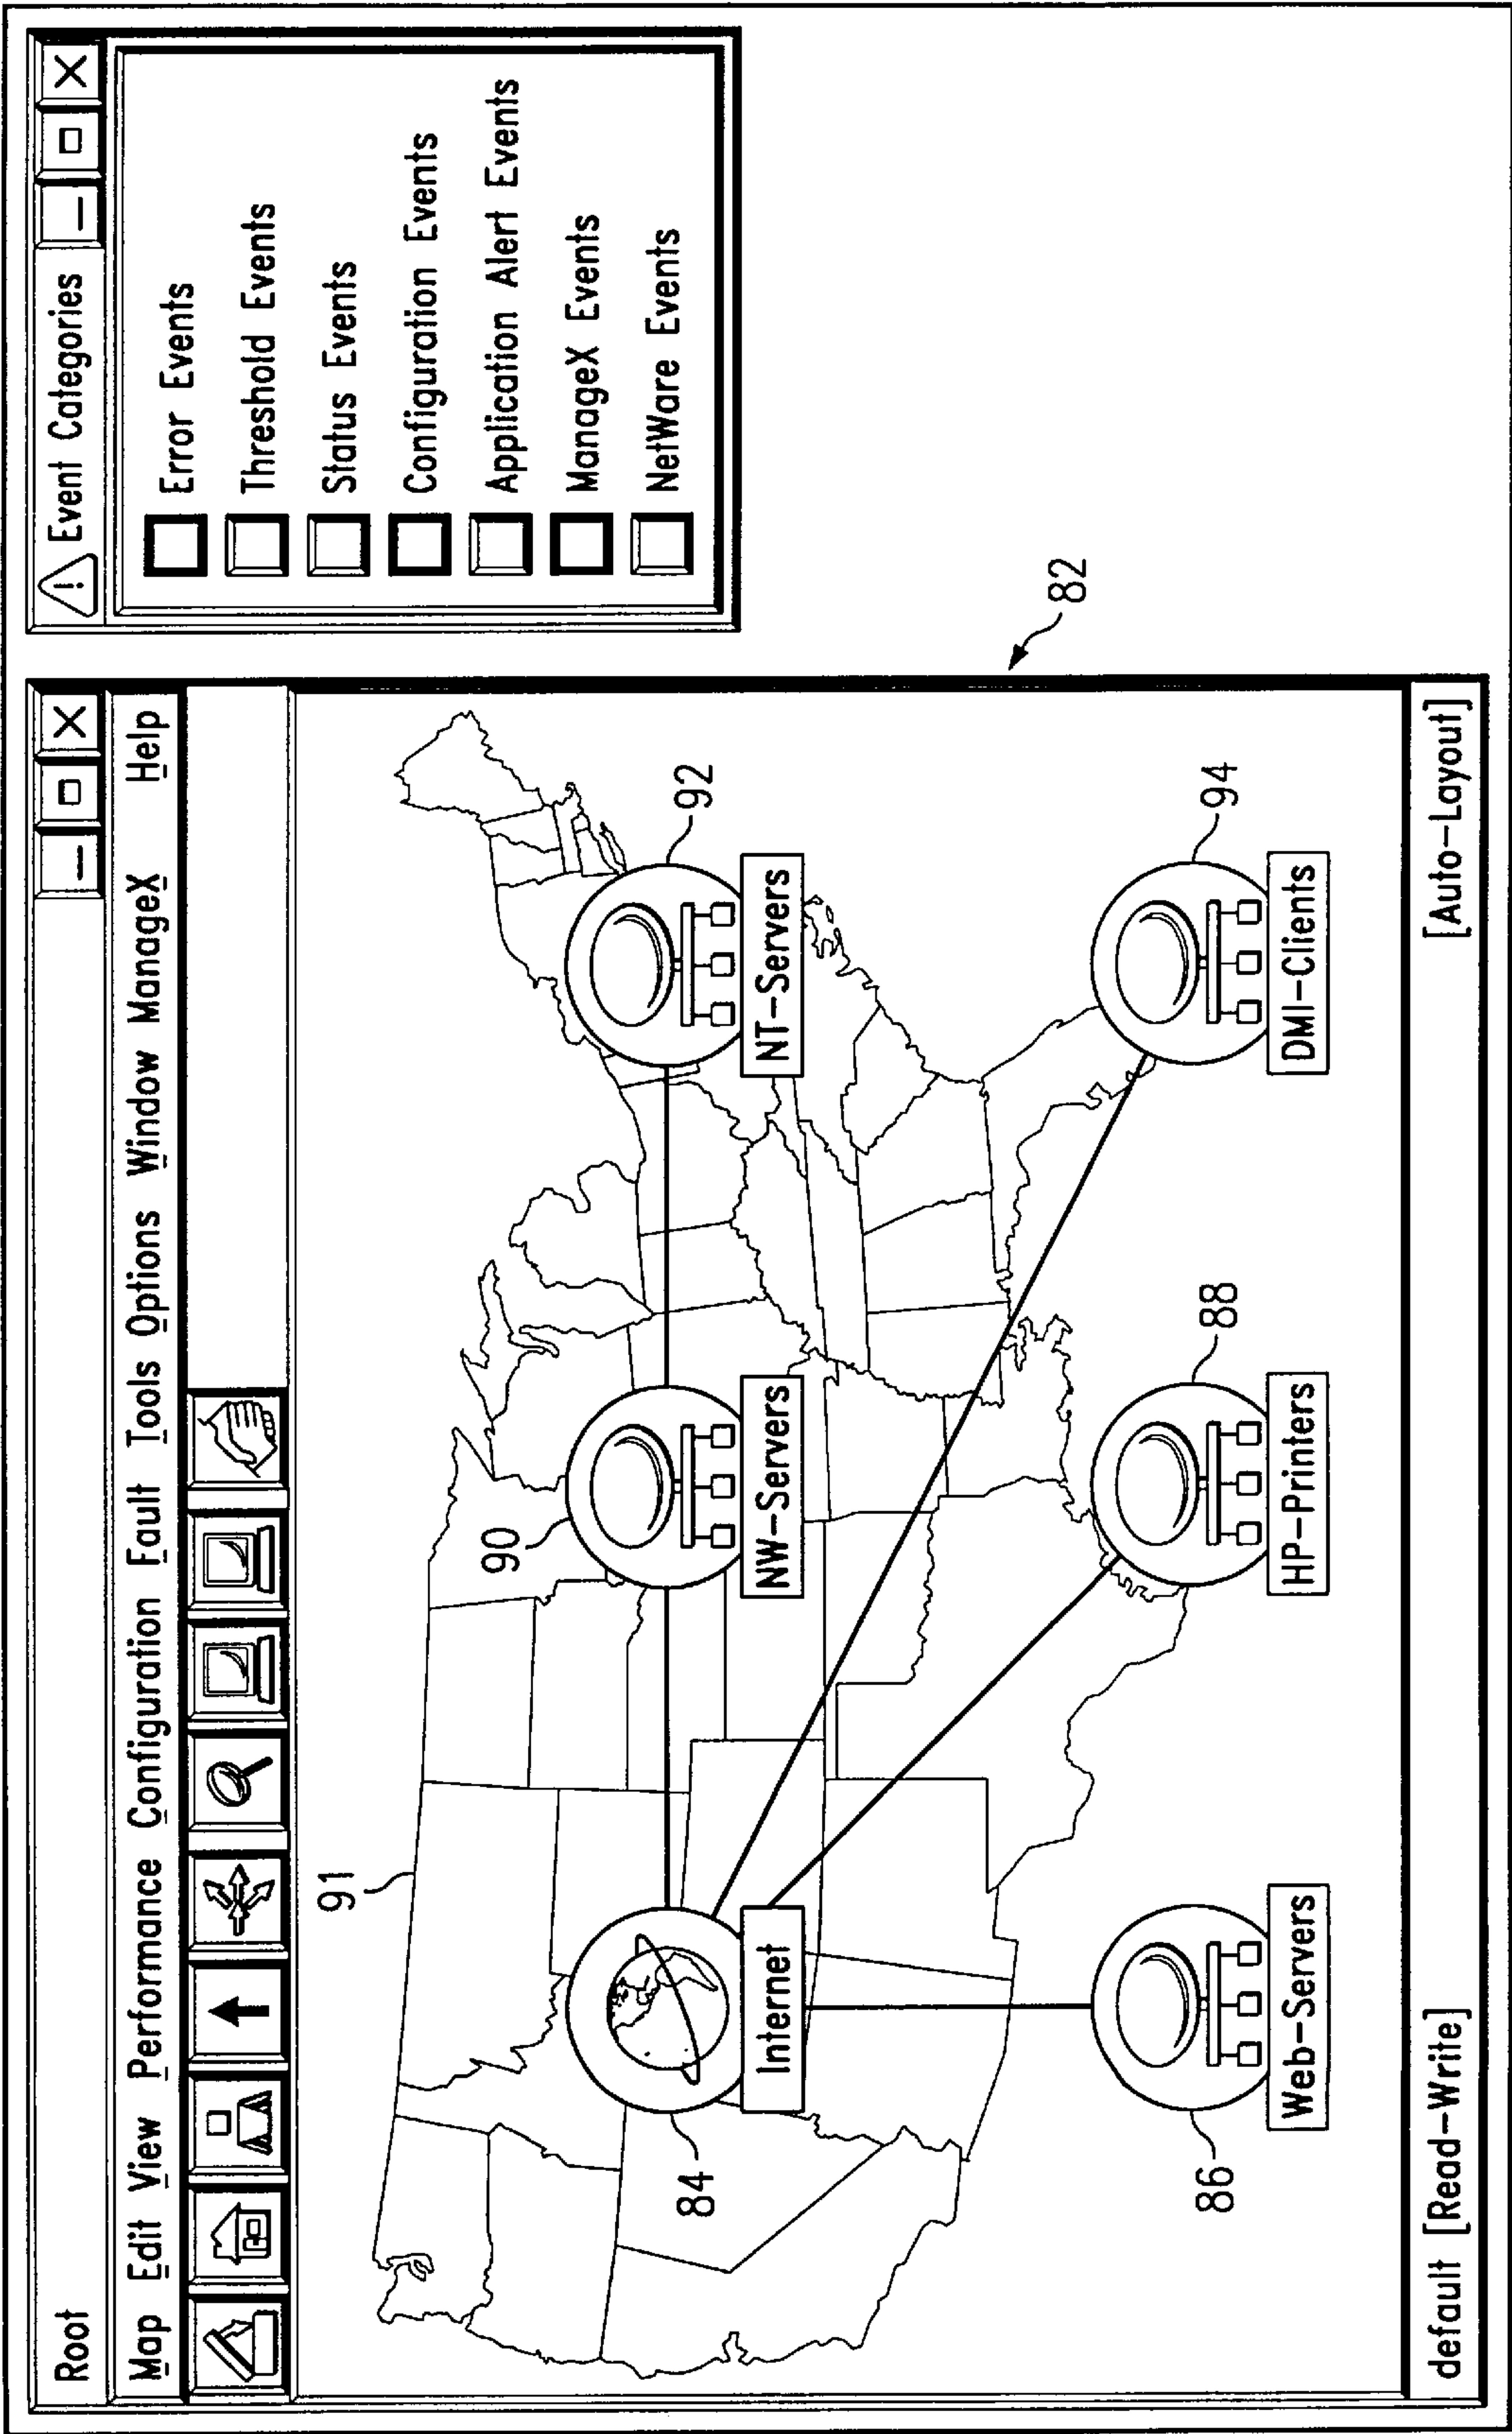 Root
Map Edit View Performance Configuration Fault Tools Options Window ManageX Help
91
90
92
84
Internet
NW-Servers
NT-Servers
86
88
94
Web-Servers
HP-Printers
DMI-Clients
default [Read-Write] [Auto-Layout]
82
Event Categories
Error Events
Threshold Events
Status Events
Configuration Events
Application Alert Events
ManageX Events
NetWare Events